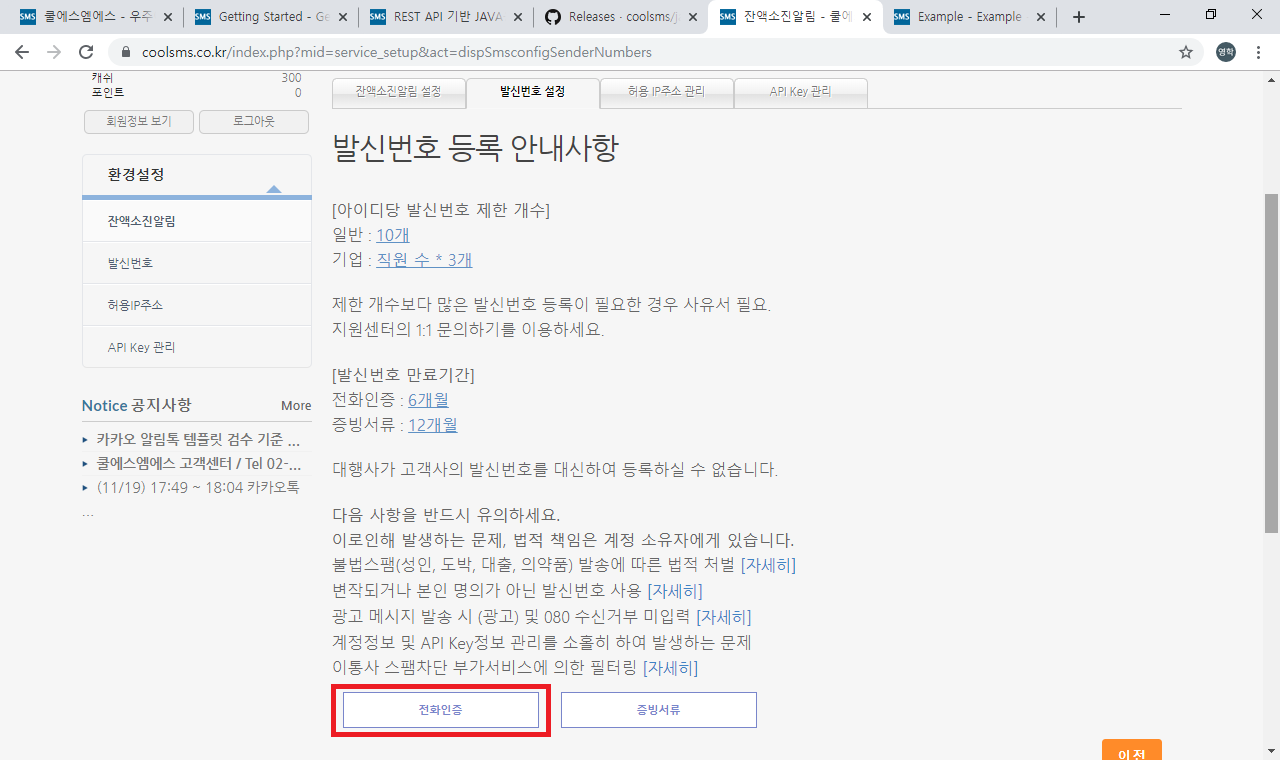 SMS 쿨에스엠에스 - 우주
SMS Getting Started - Ge
SMS REST API 기반 JAVA
Releases · coolsms/j
SMS 잔액소진알림 - 쿨에
SMS Example - Example
coolsms.co.kr/index.php?mid=service_setup&act=dispSmsconfigSenderNumbers
영학
캐쉬 300
포인트 0
회원정보 보기 로그아웃
환경설정
잔액소진알림
발신번호
허용IP주소
API Key 관리
Notice 공지사항 More
카카오 알림톡 템플릿 검수 기준 ...
쿨에스엠에스 고객센터 / Tel 02-...
(11/19) 17:49 ~ 18:04 카카오톡
...
잔액소진알림 설정 발신번호 설정 허용 IP주소 관리 API Key 관리
발신번호 등록 안내사항
[아이디당 발신번호 제한 개수]
일반 : 10개
기업 : 직원 수 * 3개
제한 개수보다 많은 발신번호 등록이 필요한 경우 사유서 필요.
지원센터의 1:1 문의하기를 이용하세요.
[발신번호 만료기간]
전화인증 : 6개월
증빙서류 : 12개월
대행사가 고객사의 발신번호를 대신하여 등록하실 수 없습니다.
다음 사항을 반드시 유의하세요.
이로인해 발생하는 문제, 법적 책임은 계정 소유자에게 있습니다.
불법스팸(성인, 도박, 대출, 의약품) 발송에 따른 법적 처벌 [자세히]
변작되거나 본인 명의가 아닌 발신번호 사용 [자세히]
광고 메시지 발송 시 (광고) 및 080 수신거부 미입력 [자세히]
계정정보 및 API Key정보 관리를 소홀히 하여 발생하는 문제
이통사 스팸차단 부가서비스에 의한 필터링 [자세히]
전화인증 증빙서류
이전